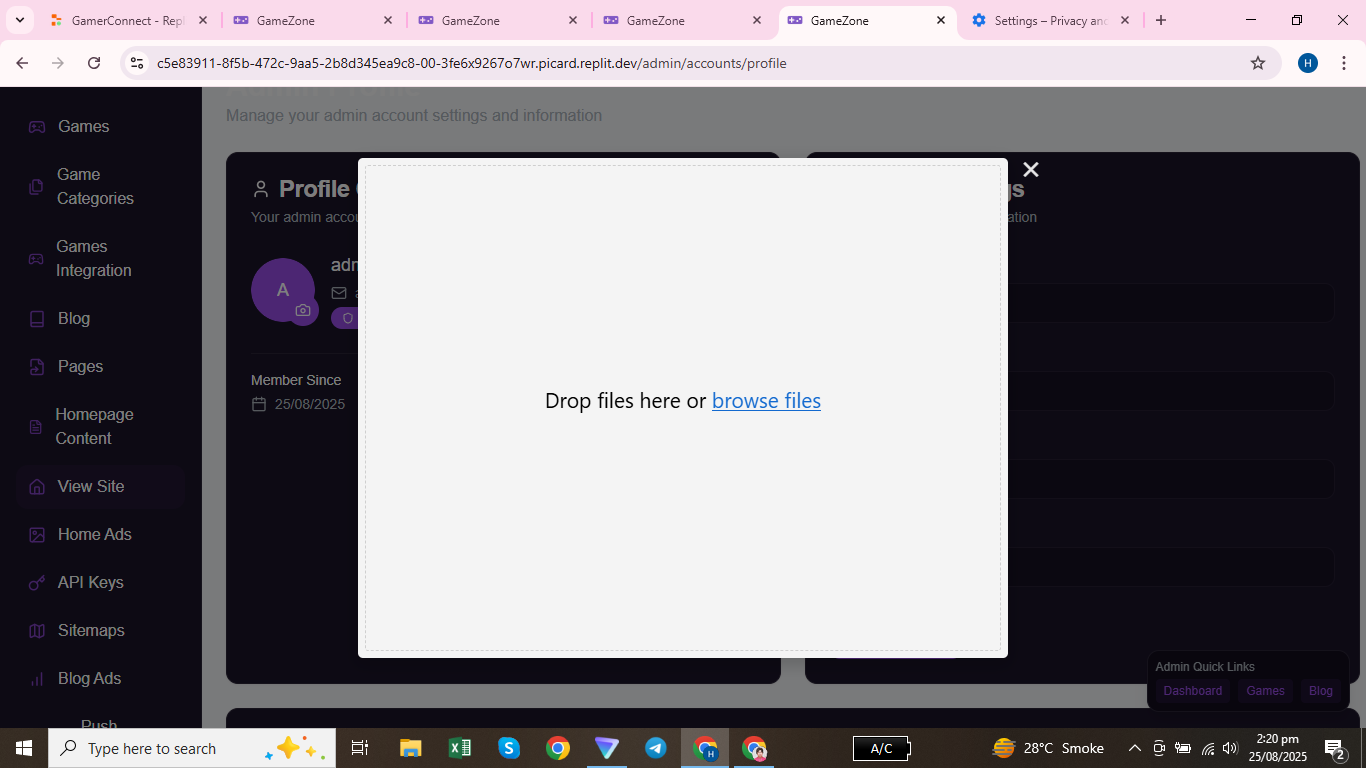 GamerConnect - Repl
GameZone
GameZone
GameZone
GameZone
Settings – Privacy and
c5e83911-8f5b-472c-9aa5-2b8d345ea9c8-00-3fe6x9267o7wr.picard.replit.dev/admin/accounts/profile
H
Admin Profile
Manage your admin account settings and information
Games
Game
Categories
Games
Integration
Blog
Pages
Homepage
Content
View Site
Home Ads
API Keys
Sitemaps
Blog Ads
Push
Profile
Your admin accou
A
adm
Member Since
25/08/2025
Drop files here or browse files
gs
ation
Admin Quick Links
Dashboard
Games
Blog
Type here to search
A/C
28°C Smoke
2:20 pm
25/08/2025
2